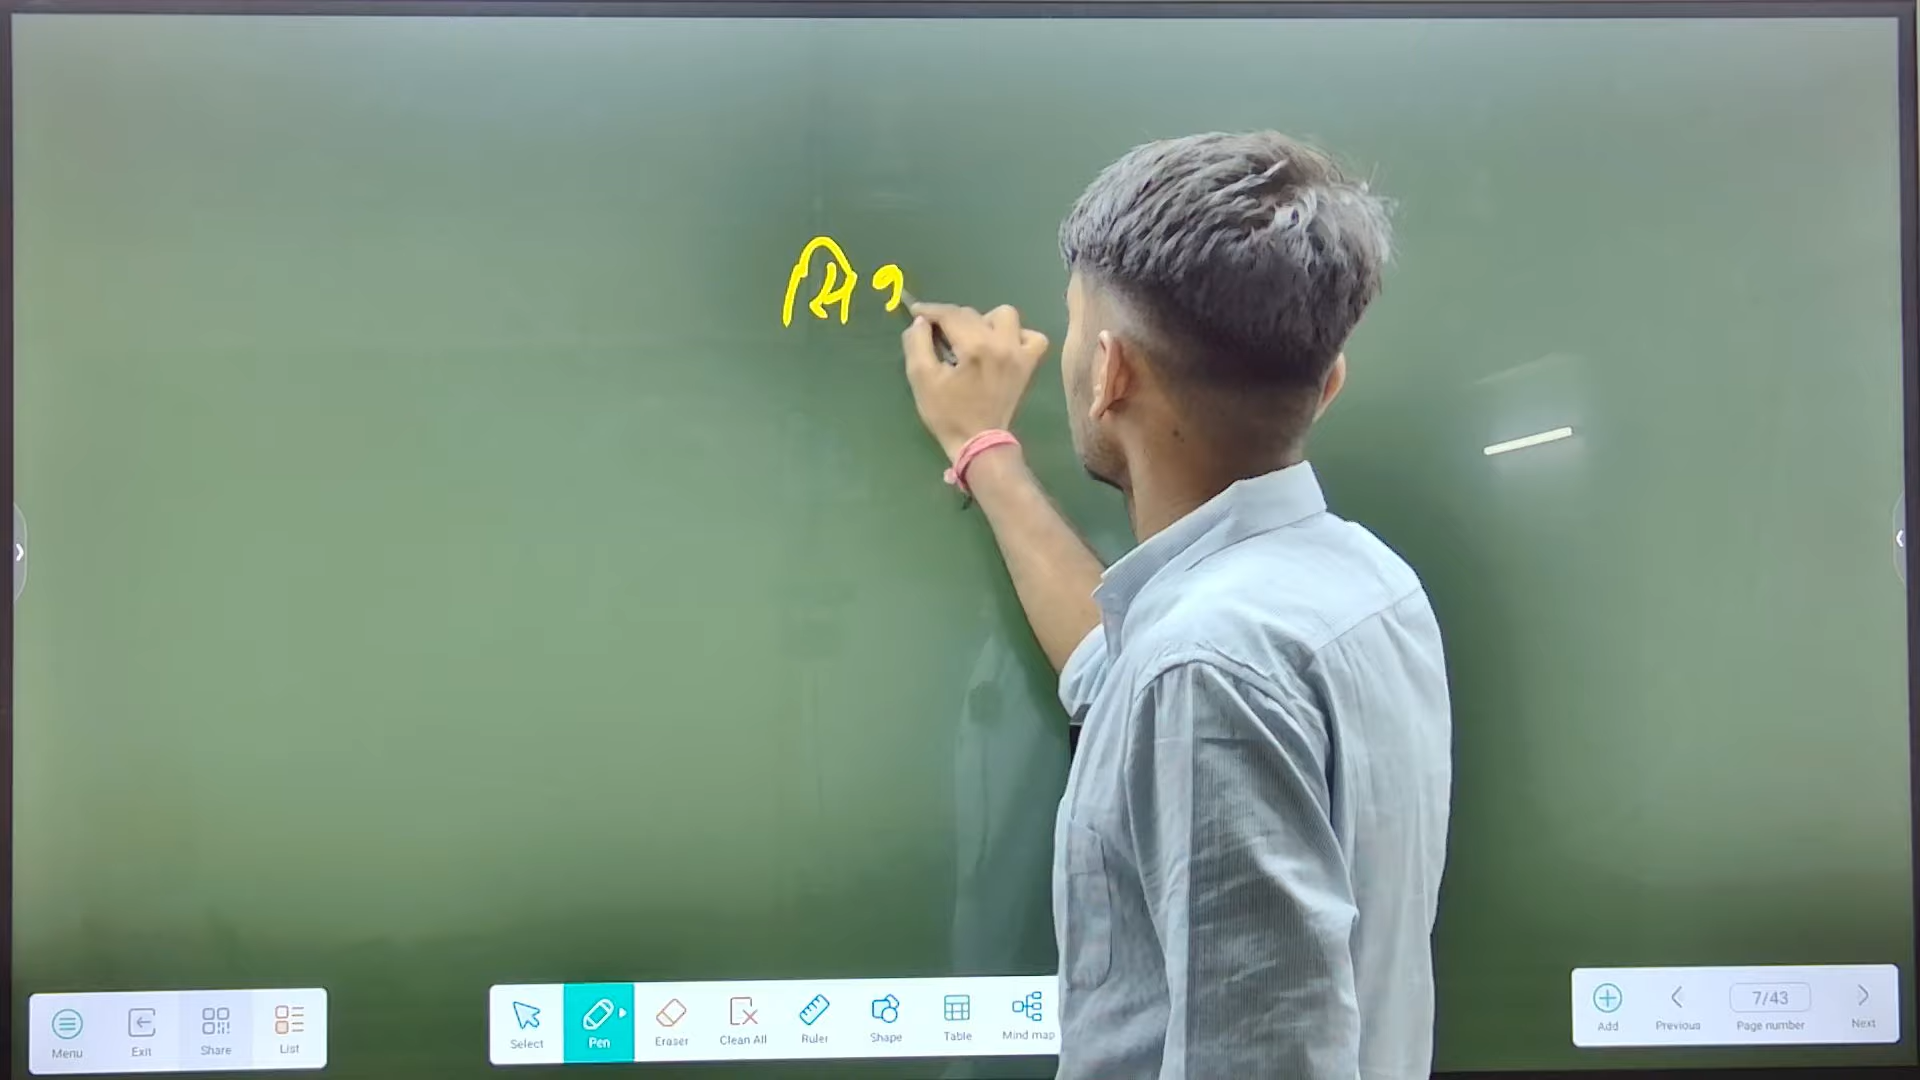 सि
Menu
Exit
Share
List
Select
Pen
Eraser
Clean All
Ruler
Shape
Table
Mind map
Add
Previous
7/43
Page number
Next